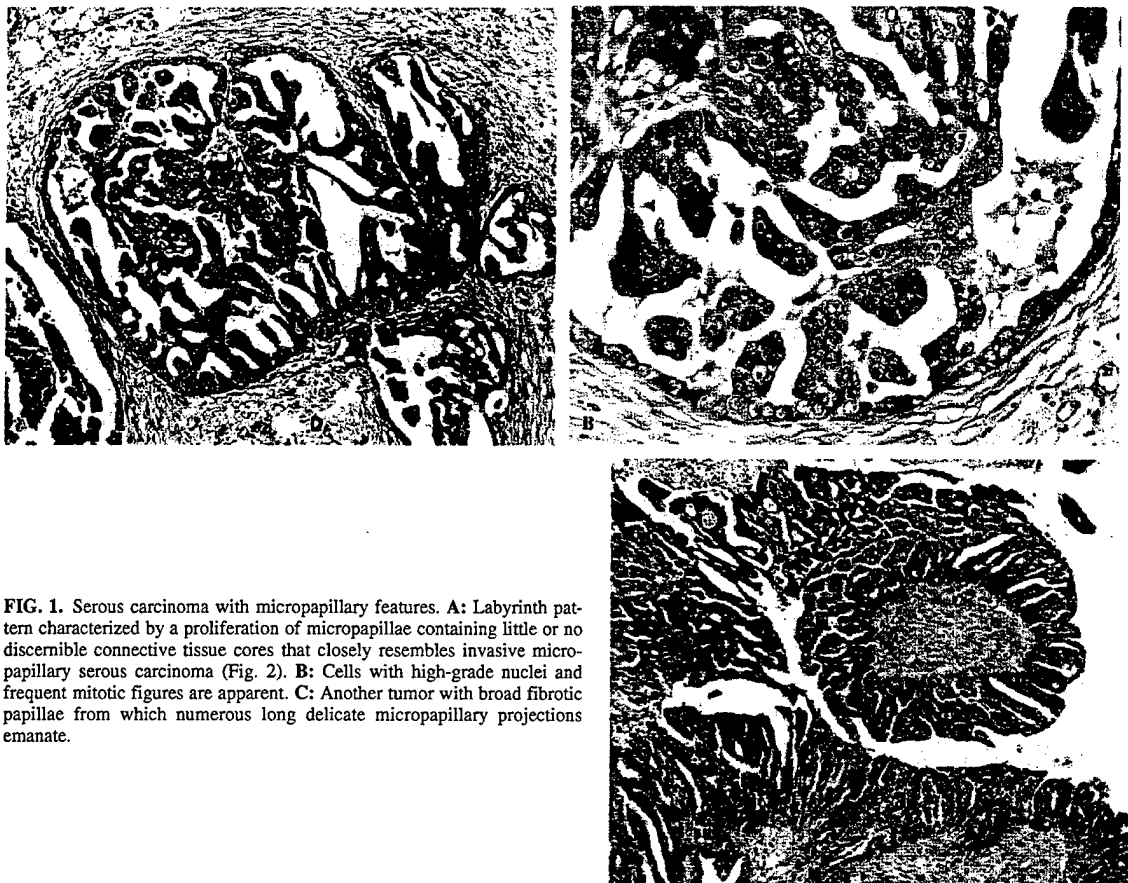 B
FIG. 1. Serous carcinoma with micropapillary features. A: Labyrinth pat-
tern characterized by a proliferation of micropapillae containing little or no
discernible connective tissue cores that closely resembles invasive micro-
papillary serous carcinoma (Fig. 2). B: Cells with high-grade nuclei and
frequent mitotic figures are apparent. C: Another tumor with broad fibrotic
papillae from which numerous long delicate micropapillary projections
emanate.